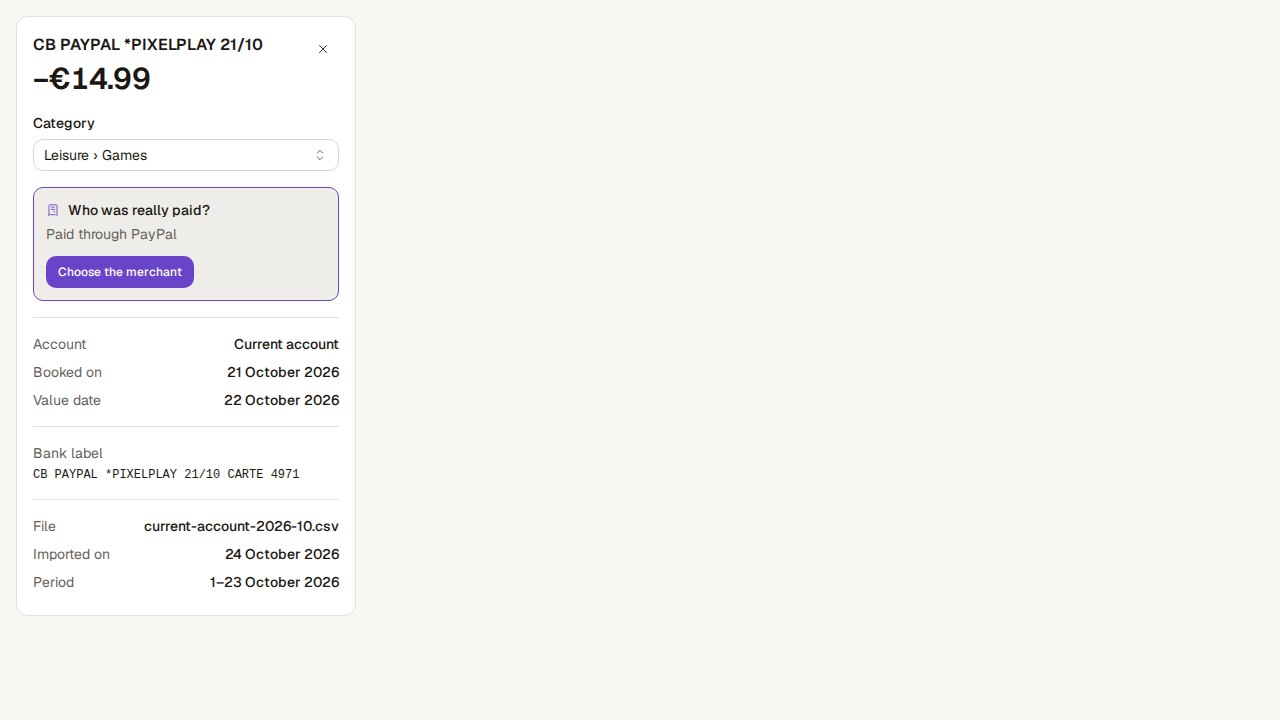 CB PAYPAL *PIXELPLAY 21/10
−€14.99
Category
Leisure › Games
Who was really paid?
Paid through PayPal
Choose the merchant
Account Current account
Booked on 21 October 2026
Value date 22 October 2026
Bank label
CB PAYPAL *PIXELPLAY 21/10 CARTE 4971
File current-account-2026-10.csv
Imported on 24 October 2026
Period 1–23 October 2026